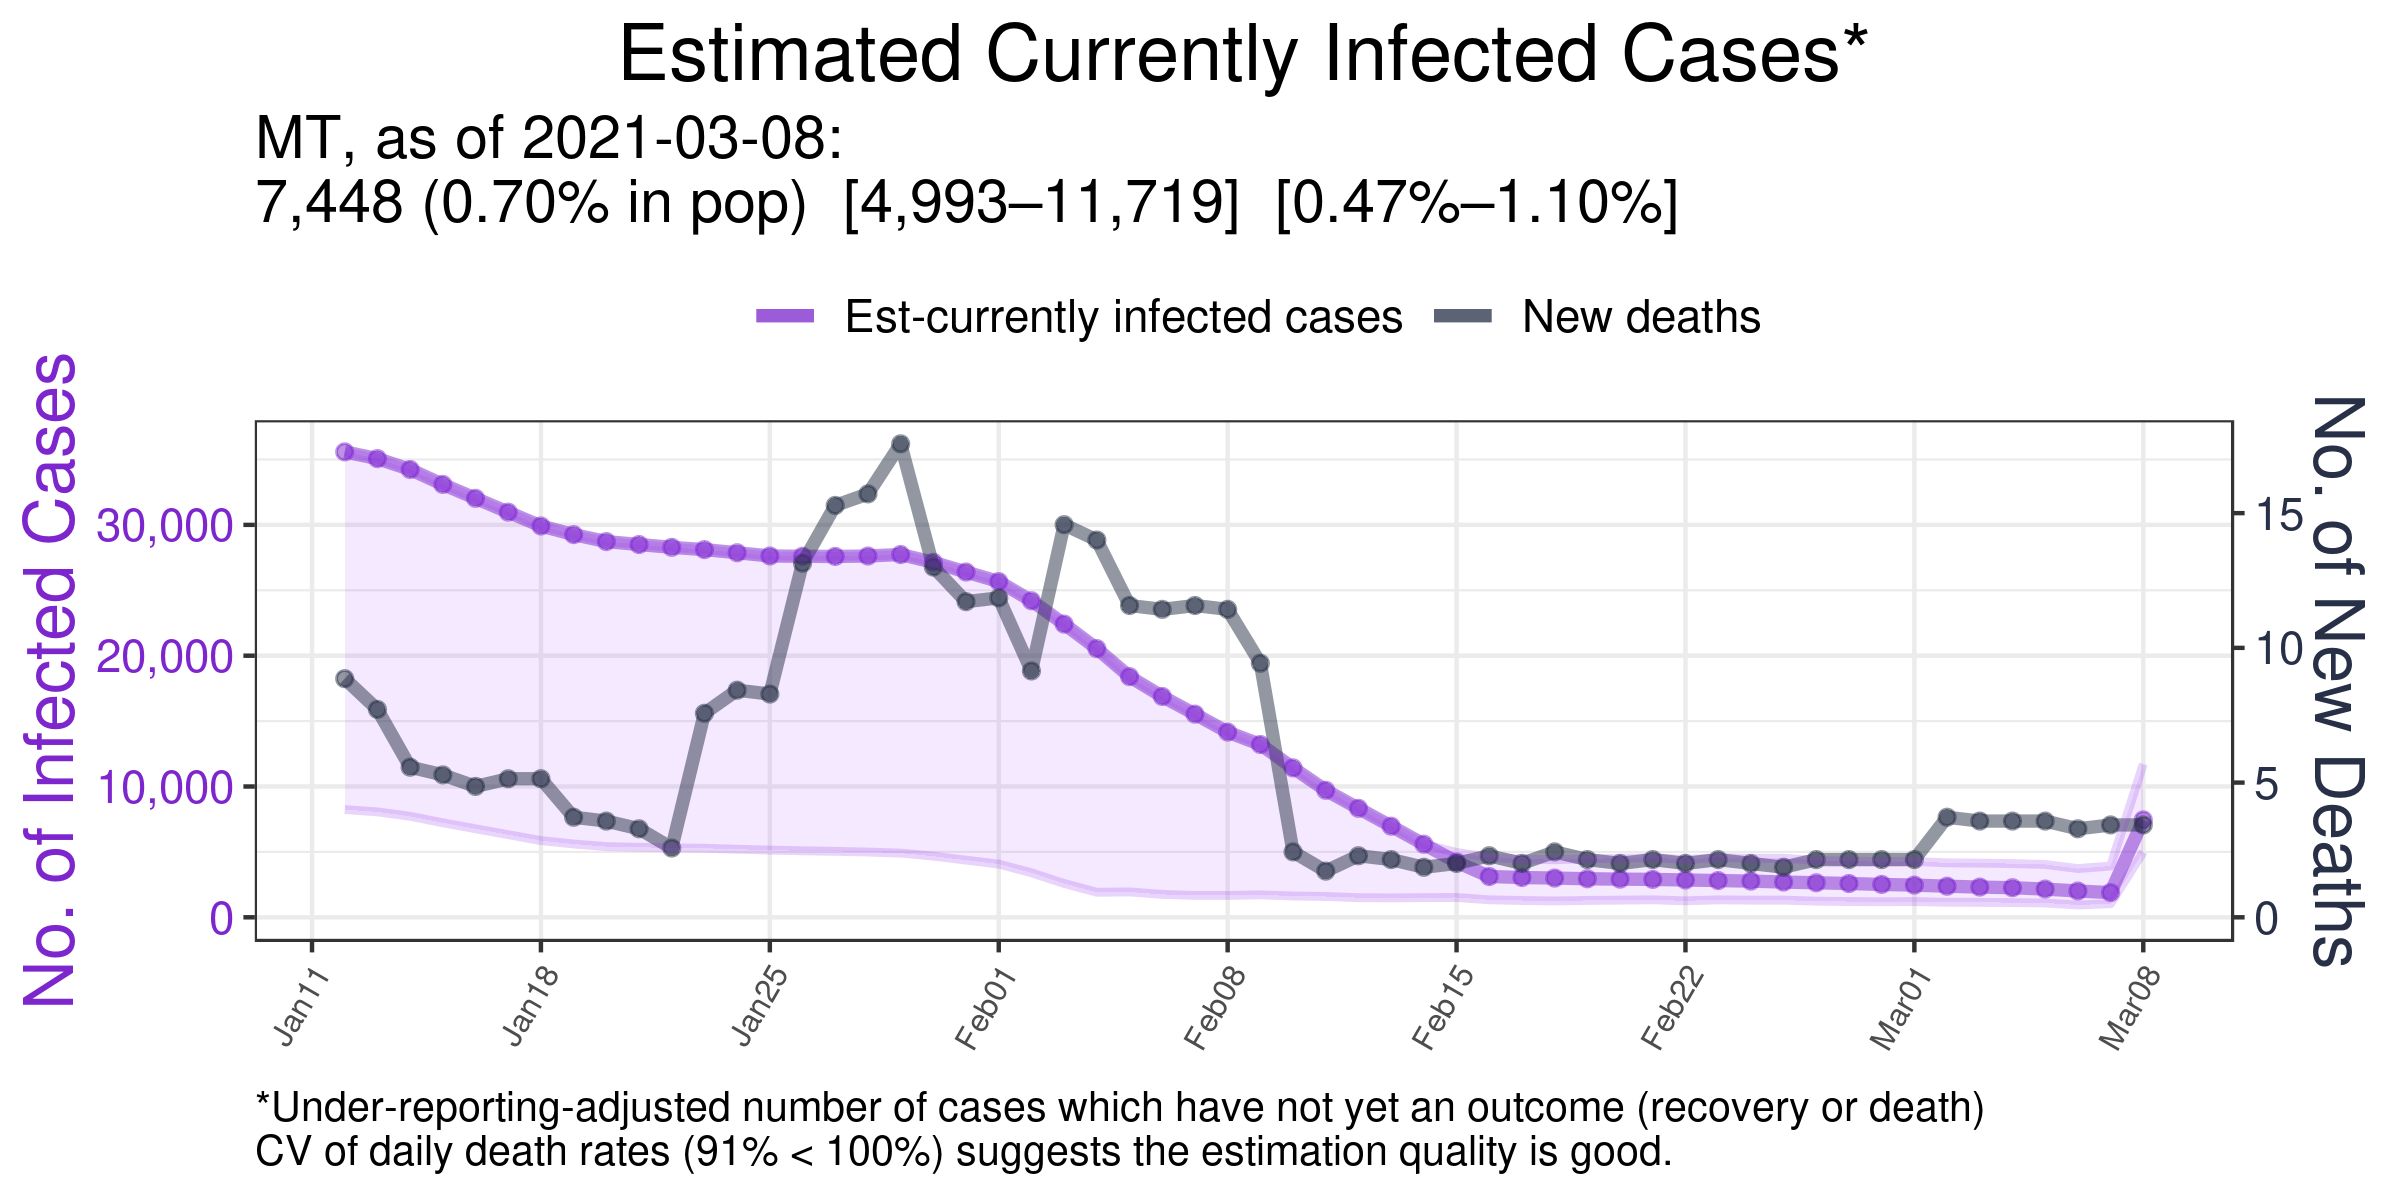 Estimated Currently Infected Cases*
MT, as of 2021-03-08:
7,448 (0.70% in pop)  [4,993–11,719]  [0.47%–1.10%]
Est-currently infected cases
New deaths
No. of Infected Cases
30,000
20,000
10,000
0
15
10
5
0
No. of New Deaths
Jan11
Jan18
Jan25
Feb01
Feb08
Feb15
Feb22
Mar01
Mar08
*Under-reporting-adjusted number of cases which have not yet an outcome (recovery or death)
CV of daily death rates (91% < 100%) suggests the estimation quality is good.